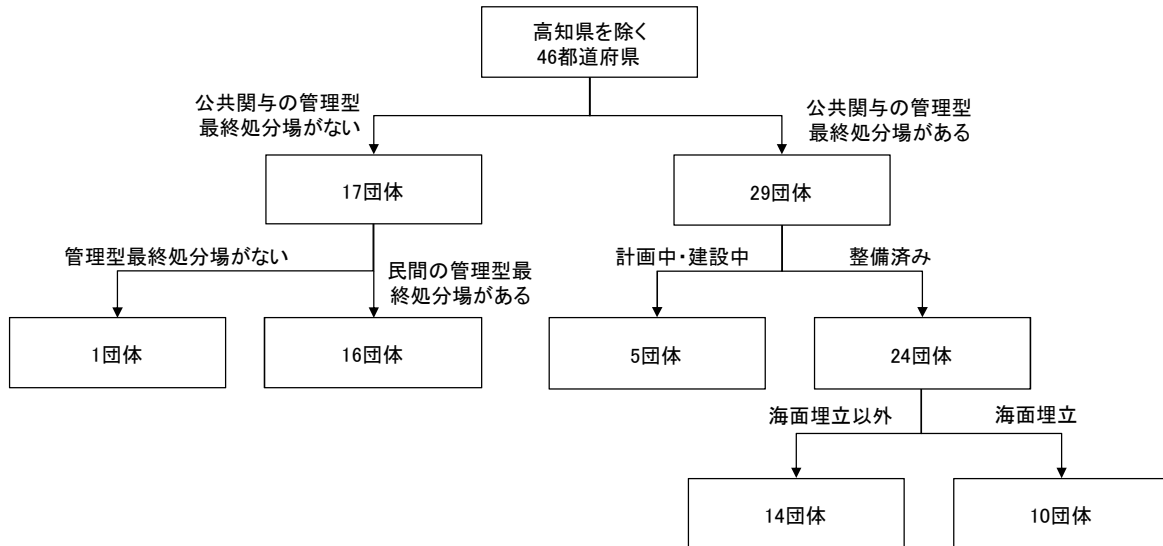 高知県を除く
46都道府県
公共関与の管理型
最終処分場がない
公共関与の管理型
最終処分場がある
17団体
29団体
管理型最終処分場がない
民間の管理型最
終処分場がある
計画中・建設中
整備済み
1団体
16団体
5団体
24団体
海面埋立以外
海面埋立
14団体
10団体